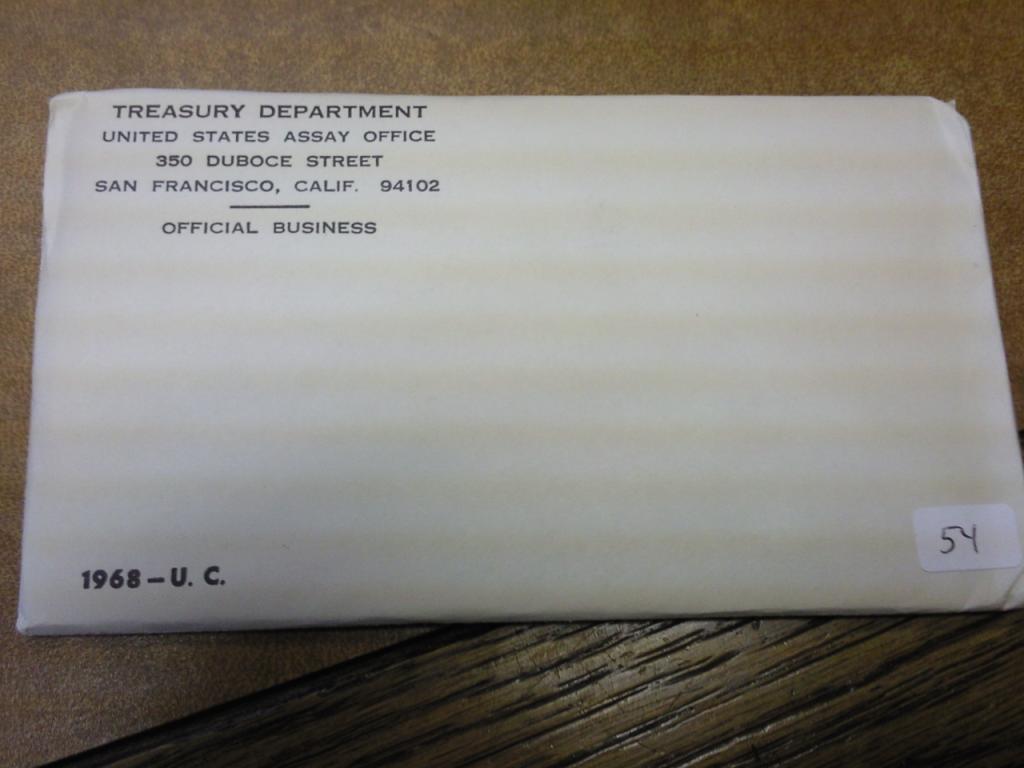 TREASURY DEPARTMENT
UNITED STATES ASSAY OFFICE
350 DUBOCE STREET
SAN FRANCISCO, CALIF. 94102
OFFICIAL BUSINESS
1968 – U. C.
54